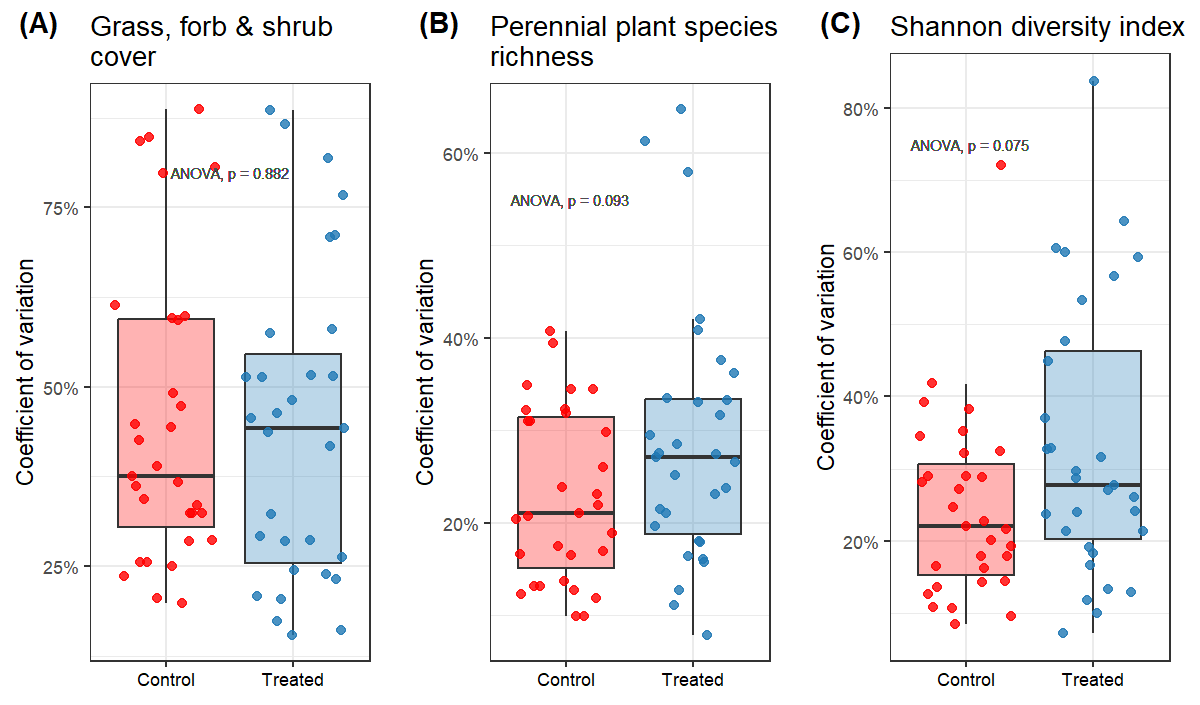 (A) Grass, forb & shrub
cover
Coefficient of variation
75%
50%
25%
ANOVA, p = 0.882
Control Treated
(B) Perennial plant species
richness
Coefficient of variation
60%
40%
20%
ANOVA, p = 0.093
Control Treated
(C) Shannon diversity index
Coefficient of variation
80%
60%
40%
20%
ANOVA, p = 0.075
Control Treated